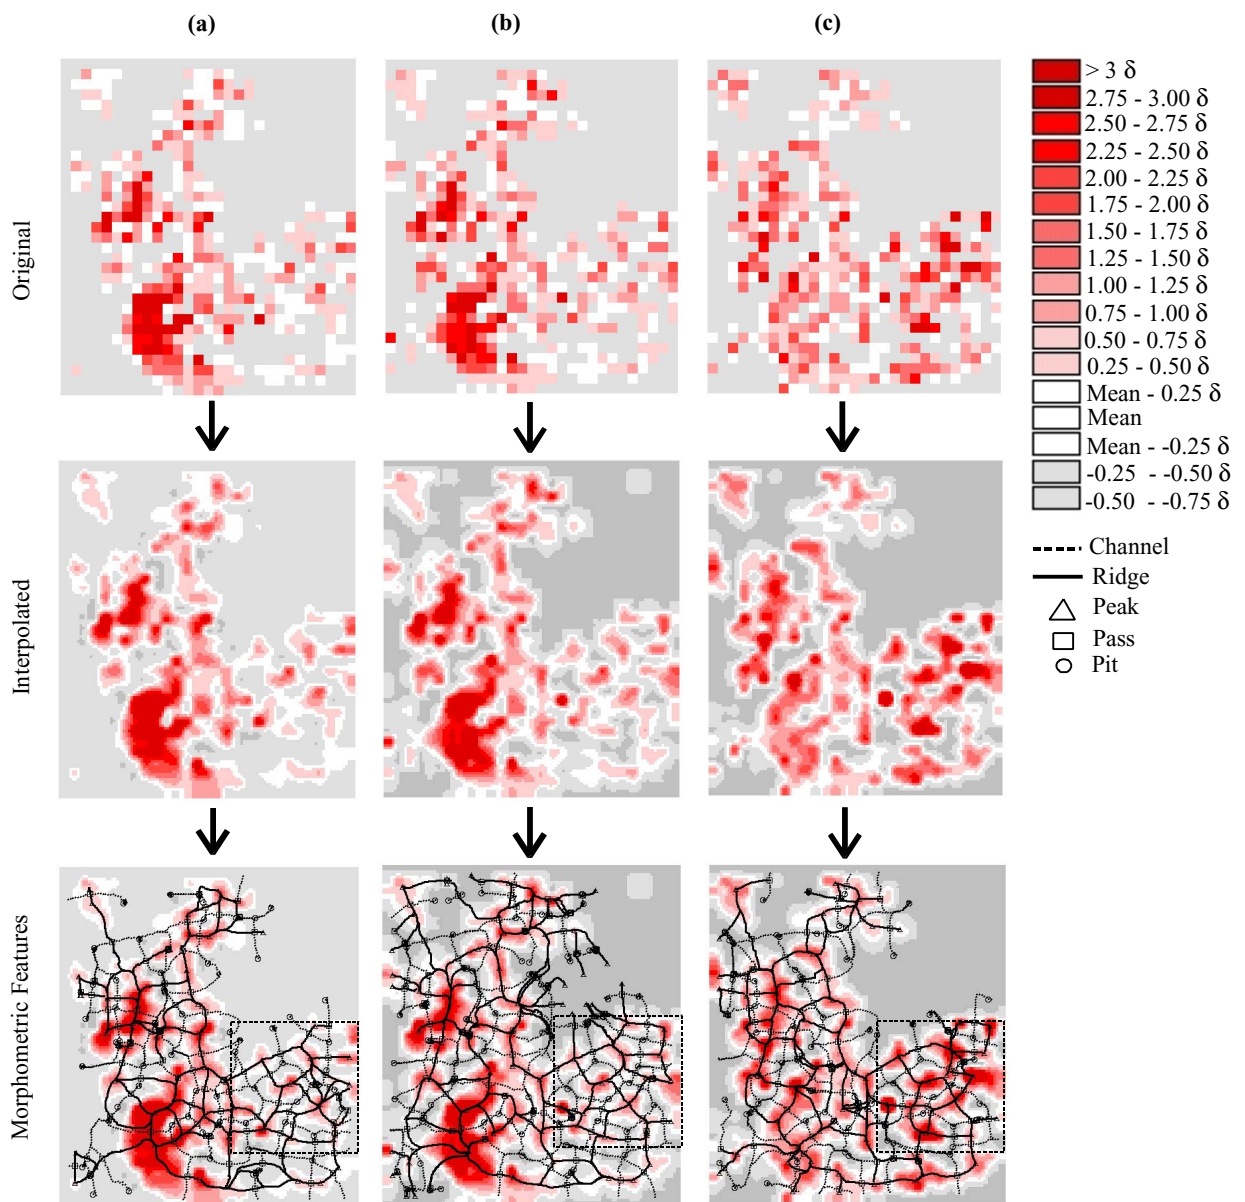 (a)
(b)
(c)
Original
Interpolated
Morphometric Features
> 3 δ
2.75 - 3.00 δ
2.50 - 2.75 δ
2.25 - 2.50 δ
2.00 - 2.25 δ
1.75 - 2.00 δ
1.50 - 1.75 δ
1.25 - 1.50 δ
1.00 - 1.25 δ
0.75 - 1.00 δ
0.50 - 0.75 δ
0.25 - 0.50 δ
Mean - 0.25 δ
Mean
Mean - -0.25 δ
-0.25 - -0.50 δ
-0.50 - -0.75 δ
Channel
Ridge
Peak
Pass
Pit